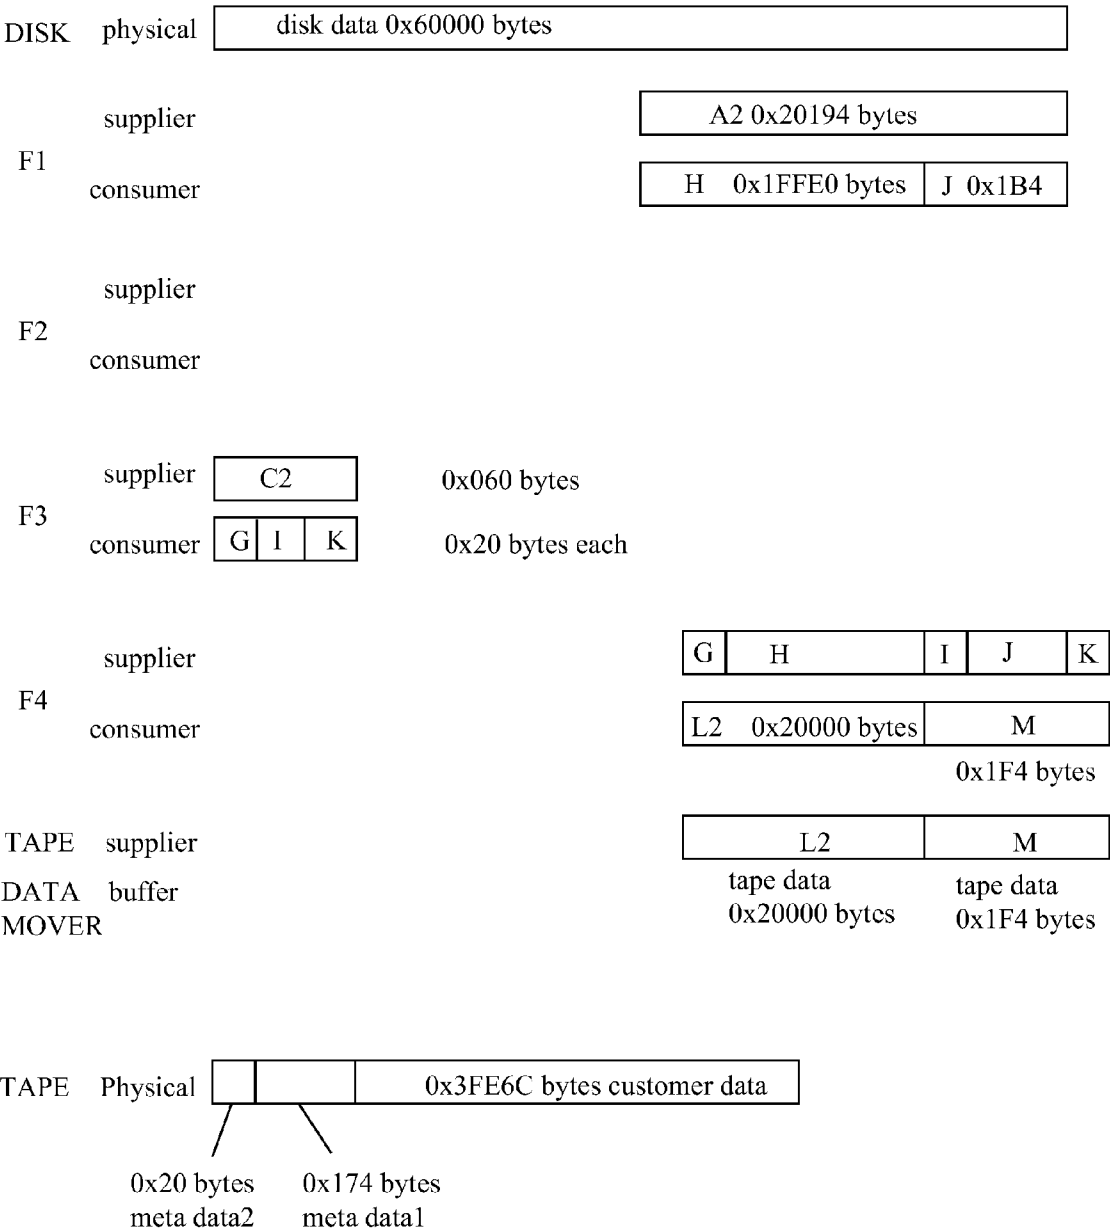 DISK physical disk data 0x60000 bytes
supplier A2 0x20194 bytes
F1
consumer H 0x1FFE0 bytes J 0x1B4
supplier
F2
consumer
supplier C2 0x060 bytes
F3
consumer G I K 0x20 bytes each
supplier G H I J K
F4
consumer L2 0x20000 bytes M
0x1F4 bytes
TAPE supplier L2 M
DATA buffer tape data tape data
MOVER 0x20000 bytes 0x1F4 bytes
TAPE Physical 0x3FE6C bytes customer data
0x20 bytes 0x174 bytes
meta data2 meta data1